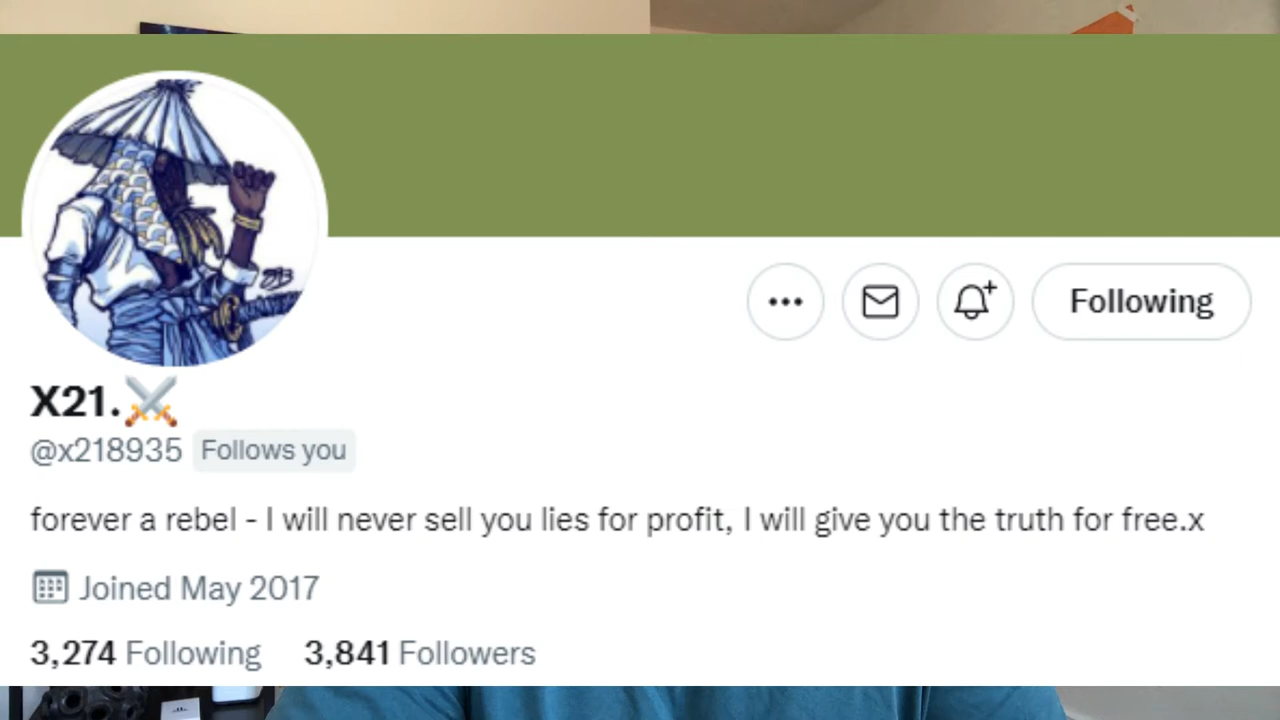 Following
X21.⚔️
@x218935 Follows you
forever a rebel - I will never sell you lies for profit, I will give you the truth for free.x
Joined May 2017
3,274 Following 3,841 Followers